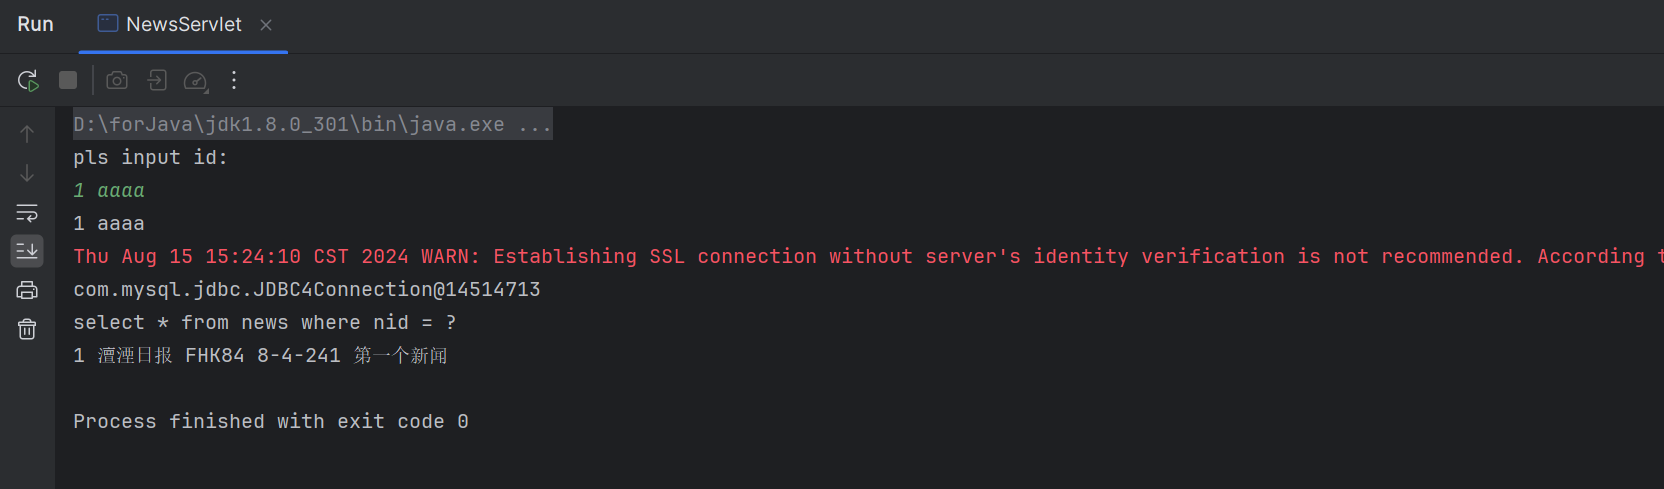 Run NewsServlet
D:\forJava\jdk1.8.0_301\bin\java.exe ...
pls input id:
1 aaaa
1 aaaa
Thu Aug 15 15:24:10 CST 2024 WARN: Establishing SSL connection without server's identity verification is not recommended. According t
com.mysql.jdbc.JDBC4Connection@14514713
select * from news where nid = ?
1 澶湮日报 FHK84 8-4-241 第一个新闻
Process finished with exit code 0